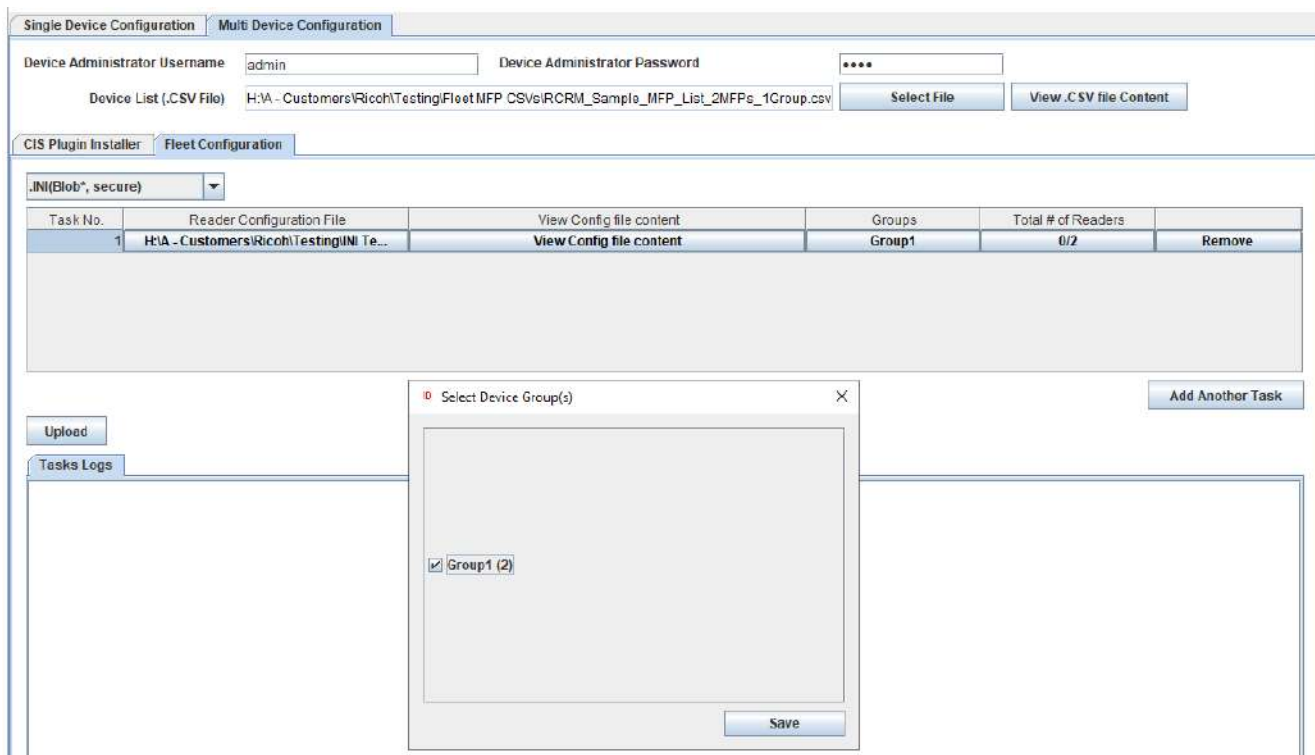 Single Device Configuration Multi Device Configuration
Device Administrator Username admin Device Administrator Password ••••
Device List (.CSV File) H:\A - Customers\Ricoh\Testing\Fleet MFP CSVs\RCRM_Sample_MFP_List_2MFPs_1Group.csv Select File View .CSV file Content
CIS Plugin Installer Fleet Configuration
.INI(Blob*, secure)
Task No. Reader Configuration File View Config file content Groups Total # of Readers
1 H:\A - Customers\Ricoh\Testing\INI Te... View Config file content Group1 0/2 Remove
Add Another Task
ID Select Device Group(s)
Upload
Tasks Logs
Group1 (2)
Save